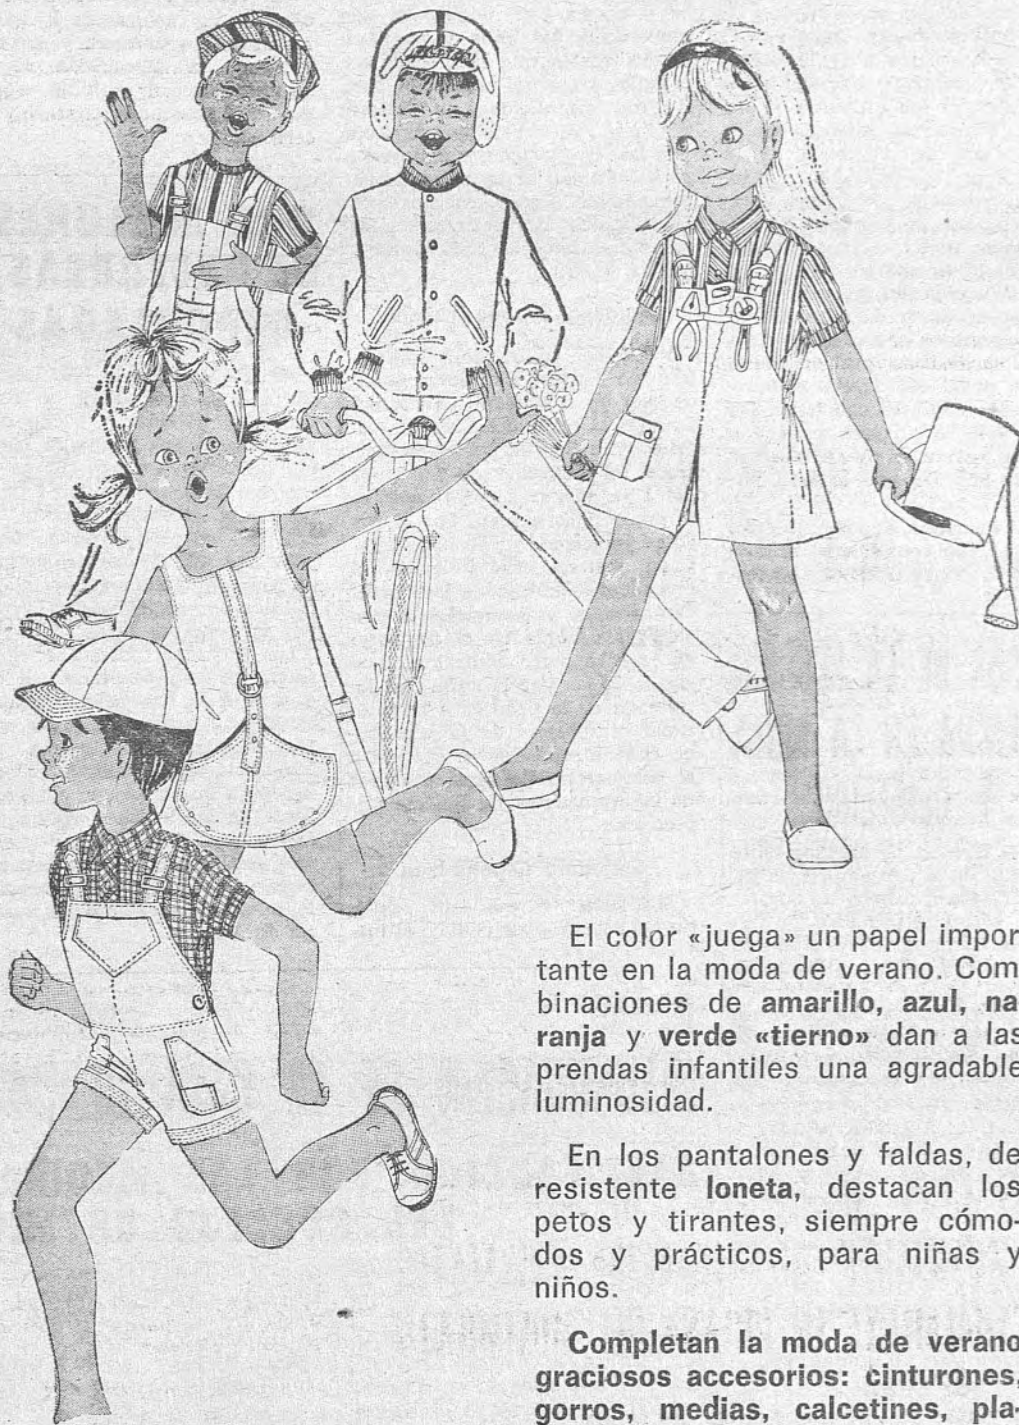 El color «juega» un papel impor
tante en la moda de verano. Com
binaciones de amarillo, azul, na
ranja y verde «tierno» dan a las
prendas infantiles una agradable
luminosidad.
En los pantalones y faldas, de
resistente loneta, destacan los
petos y tirantes, siempre cómo-
dos y prácticos, para niñas y
niños.
Completan la moda de verano
graciosos accesorios: cinturones,
gorros, medias, calcetines, pla-